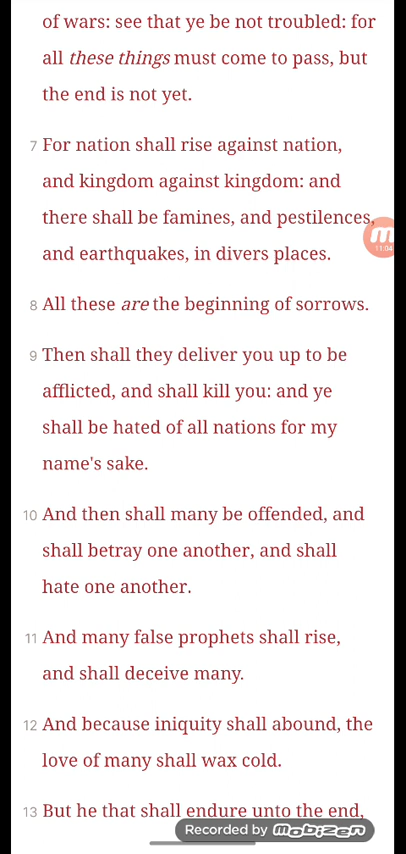 of wars: see that ye be not troubled: for
all these things must come to pass, but
the end is not yet.
7 For nation shall rise against nation,
and kingdom against kingdom: and
there shall be famines, and pestilences,
and earthquakes, in divers places.
m
11:04
8 All these are the beginning of sorrows.
9 Then shall they deliver you up to be
afflicted, and shall kill you: and ye
shall be hated of all nations for my
name's sake.
10 And then shall many be offended, and
shall betray one another, and shall
hate one another.
11 And many false prophets shall rise,
and shall deceive many.
12 And because iniquity shall abound, the
love of many shall wax cold.
13 But he that shall endure unto the end,
Recorded by mobizen